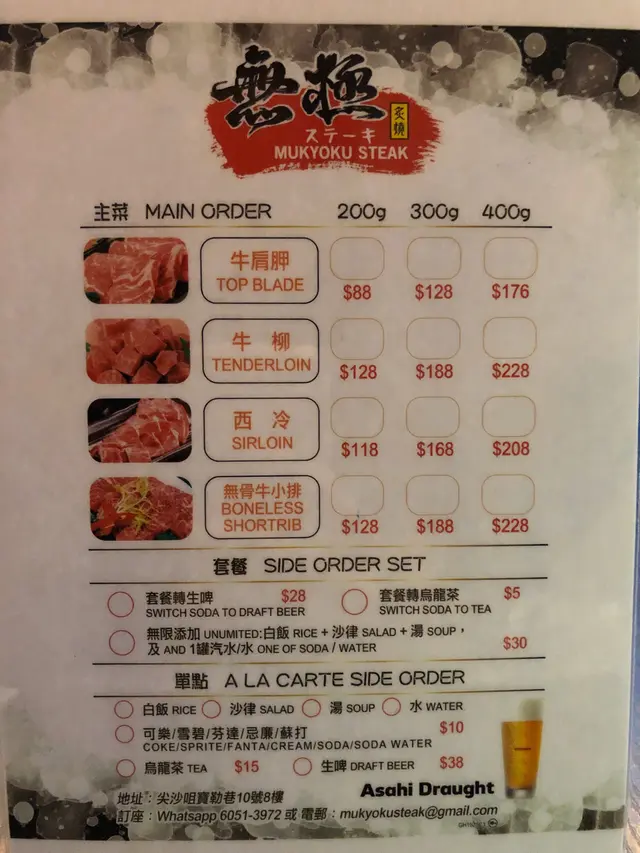 無極
炙燒
ステーキ
MUKYOKU STEAK
主菜 MAIN ORDER 200g 300g 400g
牛肩胛
TOP BLADE
$88 $128 $176
牛 柳
TENDERLOIN
$128 $188 $228
西 冷
SIRLOIN
$118 $168 $208
無骨牛小排
BONELESS
SHORTRIB
$128 $188 $228
套餐 SIDE ORDER SET
套餐轉生啤 $28
SWITCH SODA TO DRAFT BEER
套餐轉烏龍茶 $5
SWITCH SODA TO TEA
無限添加 UNUMITED:白飯 RICE + 沙律 SALAD + 湯 SOUP,
及 AND 1罐汽水/水 ONE OF SODA / WATER $30
單點 A LA CARTE SIDE ORDER
白飯 RICE 沙律 SALAD 湯 SOUP 水 WATER
可樂/雪碧/芬達/忌廉/蘇打 $10
COKE/SPRITE/FANTA/CREAM/SODA/SODA WATER
烏龍茶 TEA $15 生啤 DRAFT BEER $38
Asahi Draught
地址:尖沙咀寶勒巷10號8樓
訂座:Whatsapp 6051-3972 或 電郵:mukyokusteak@gmail.com